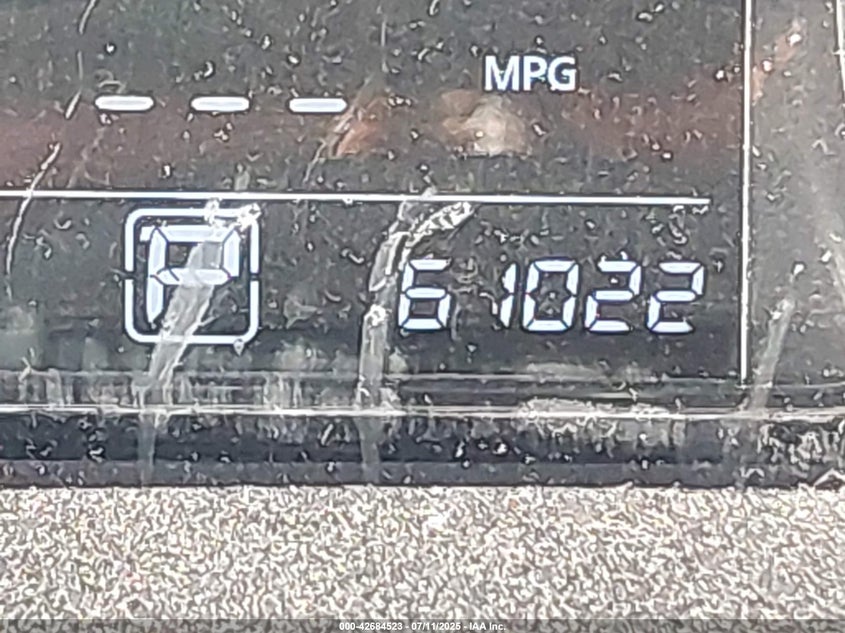 MPG
- - -
P
61022
000-42684523 - 07/11/2025 - IAA Inc.